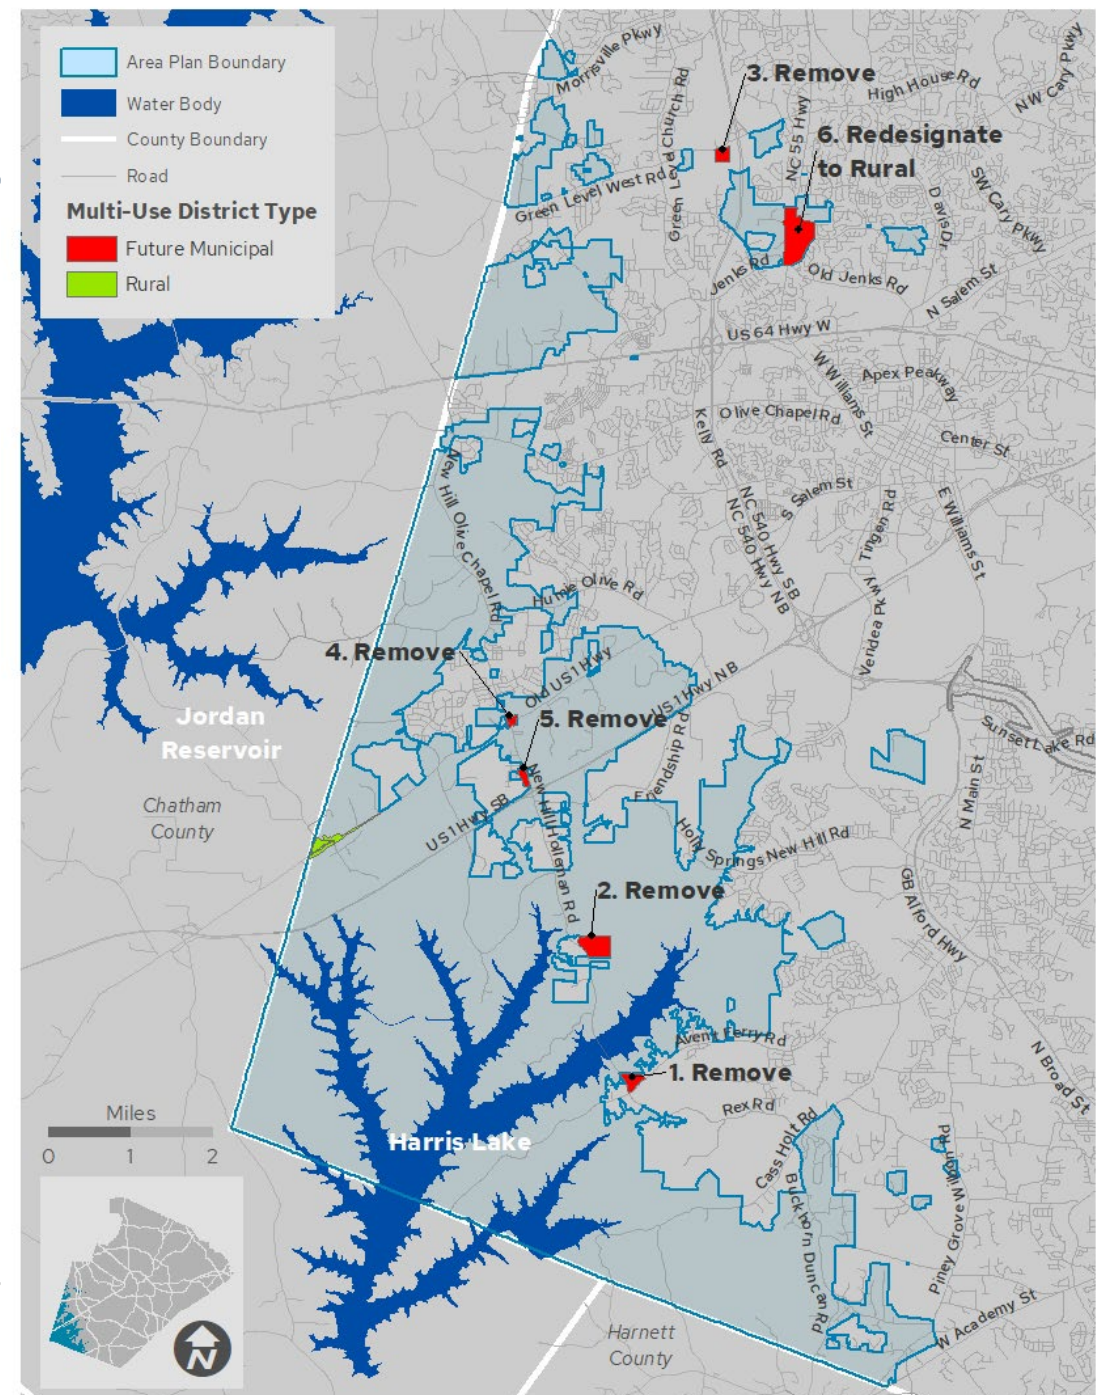 Area Plan Boundary
Water Body
County Boundary
Road
Multi-Use District Type
Future Municipal
Rural
Morrisville Pkwy
3. Remove
High House Rd
NW Cary Pkwy
Green Level Church Rd
NC 55 Hwy
6. Redesignate
to Rural
Green Level West Rd
Davis Dr
SW Cary Pkwy
Jenks Rd
Old Jenks Rd
N Salem St
US 64 Hwy W
W Williams St
Apex Peakway
Kelly Rd
Olive Chapel Rd
Center St
New Hill Olive Chapel Rd
S Salem St
NC 540 Hwy SB
NC 540 Hwy NB
Tingen Rd
E Williams St
Humie Olive Rd
Veridea Pkwy
4. Remove
Old US 1 Hwy
US 1 Hwy NB
Jordan
Reservoir
5. Remove
Friendship Rd
Sunset Lake Rd
N Main St
Chatham
County
US 1 Hwy SB
New Hill Holleman Rd
Holly Springs New Hill Rd
GB Alford Hwy
2. Remove
Avent Ferry Rd
1. Remove
N Broad St
Rex Rd
Miles
0 1 2
Harris Lake
Cass Holt Rd
Buckhorn Duncan Rd
Piney Grove Wilbon Rd
W Academy St
Harnett
County
N